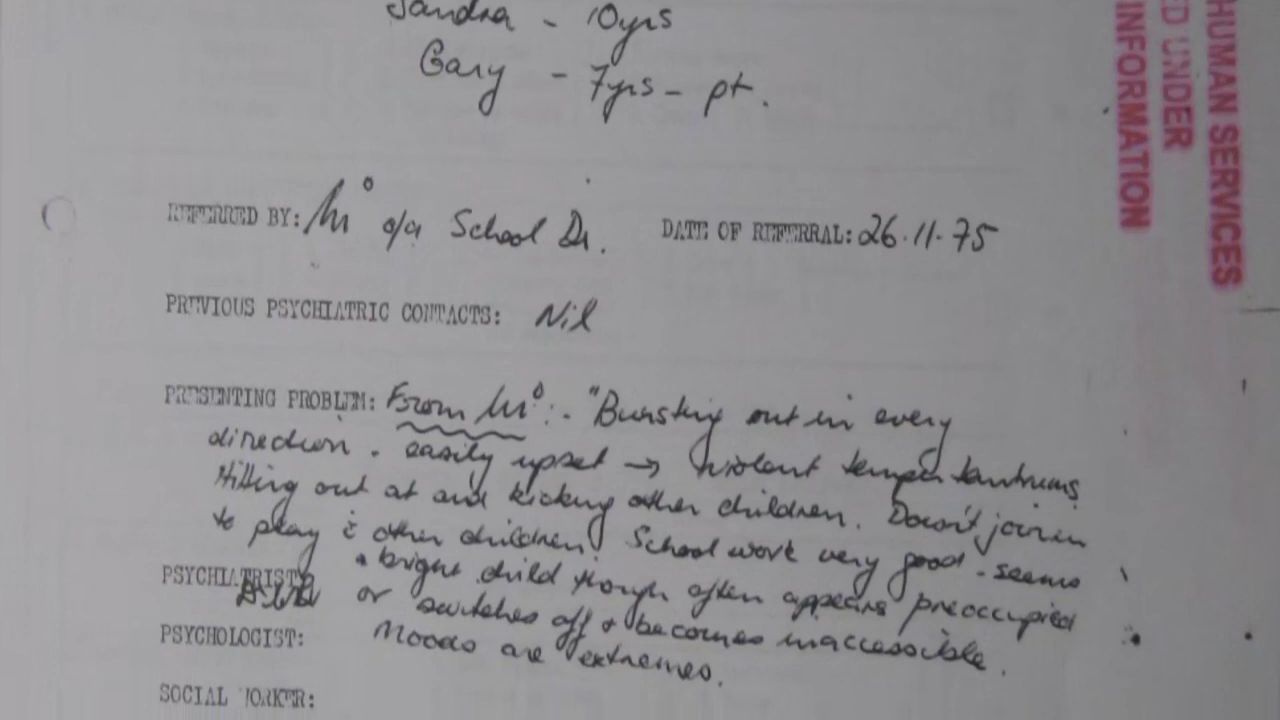 Sandra - 10yrs
Gary - 7yrs - pt.
REFERRED BY: M° o/a School Dr. DATE OF REFERRAL: 26.11.75
PREVIOUS PSYCHIATRIC CONTACTS: Nil
PRESENTING PROBLEM: From M°:- "Bursting out in every
direction. easily upset → violent temper tantrums
Hitting out at and kicking other children. Doesn't join in
to play c̄ other children. School work very good - seems
a bright child though often appears preoccupied
PSYCHIATRIST: or switches off & becomes inaccessible.
PSYCHOLOGIST: Moods are extremes.
SOCIAL WORKER:
HUMAN SERVICES
ED UNDER
INFORMATION